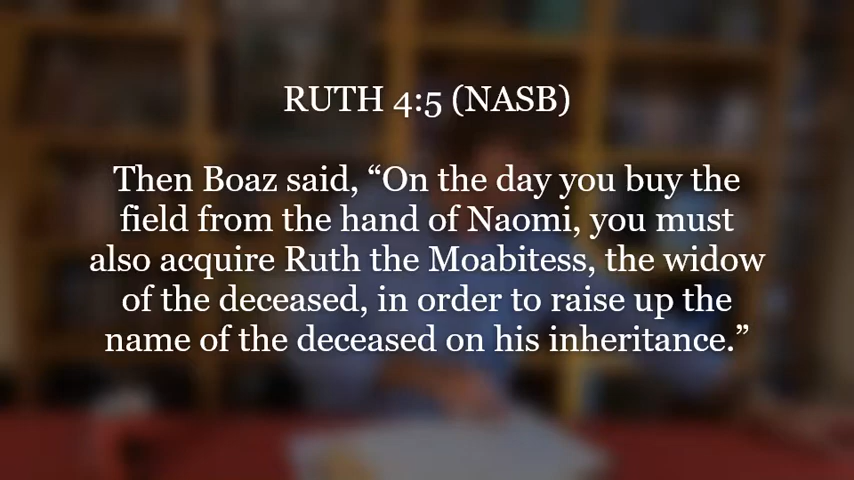 RUTH 4:5 (NASB)
Then Boaz said, “On the day you buy the
field from the hand of Naomi, you must
also acquire Ruth the Moabitess, the widow
of the deceased, in order to raise up the
name of the deceased on his inheritance.”